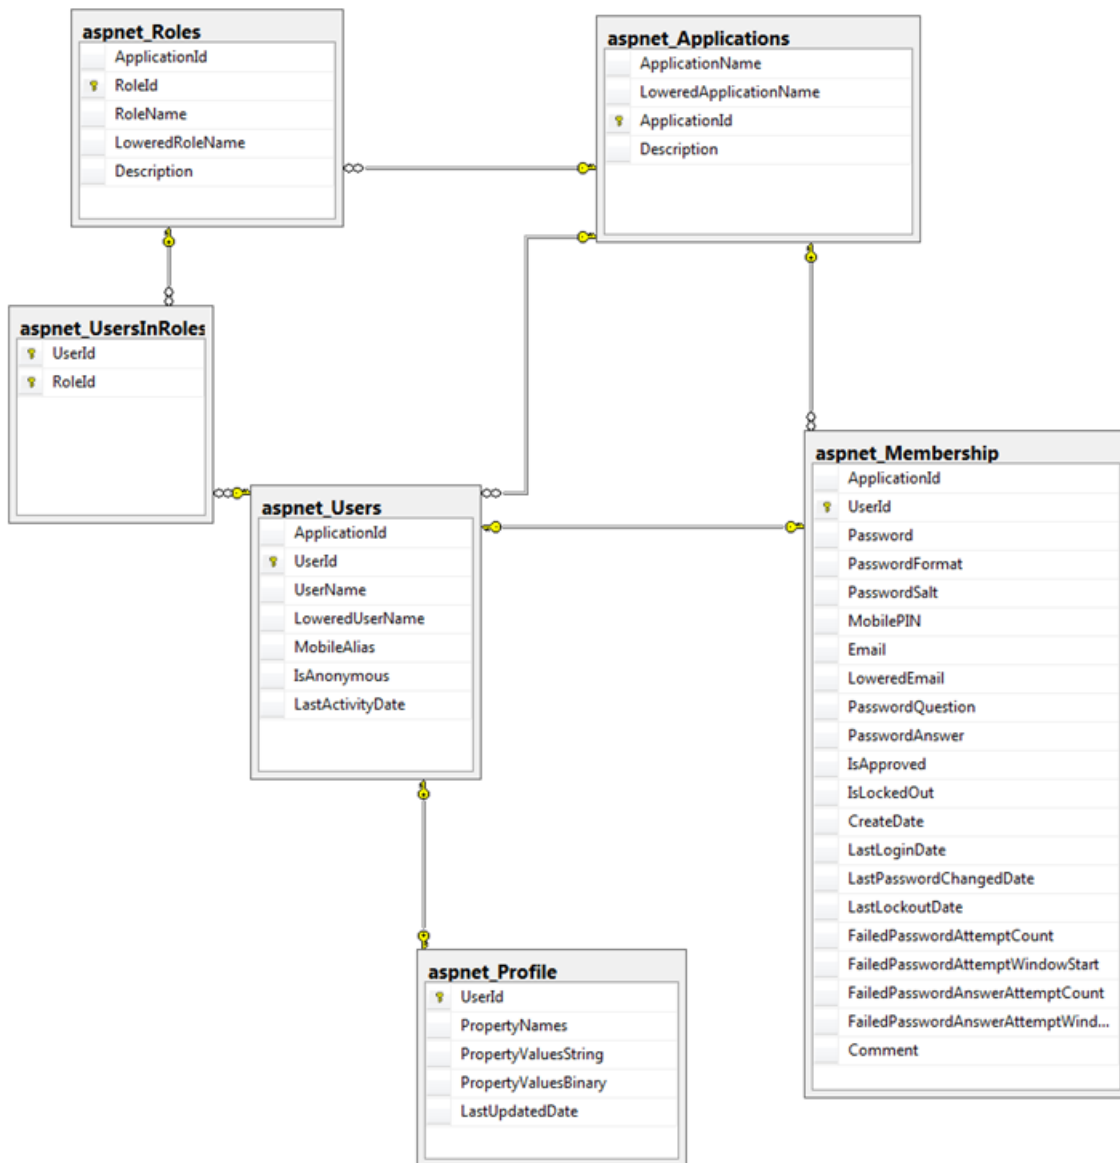 aspnet_Roles
ApplicationId
RoleId
RoleName
LoweredRoleName
Description
aspnet_Applications
ApplicationName
LoweredApplicationName
ApplicationId
Description
aspnet_UsersInRoles
UserId
RoleId
aspnet_Users
ApplicationId
UserId
UserName
LoweredUserName
MobileAlias
IsAnonymous
LastActivityDate
aspnet_Membership
ApplicationId
UserId
Password
PasswordFormat
PasswordSalt
MobilePIN
Email
LoweredEmail
PasswordQuestion
PasswordAnswer
IsApproved
IsLockedOut
CreateDate
LastLoginDate
LastPasswordChangedDate
LastLockoutDate
FailedPasswordAttemptCount
FailedPasswordAttemptWindowStart
FailedPasswordAnswerAttemptCount
FailedPasswordAnswerAttemptWind...
Comment
aspnet_Profile
UserId
PropertyNames
PropertyValuesString
PropertyValuesBinary
LastUpdatedDate